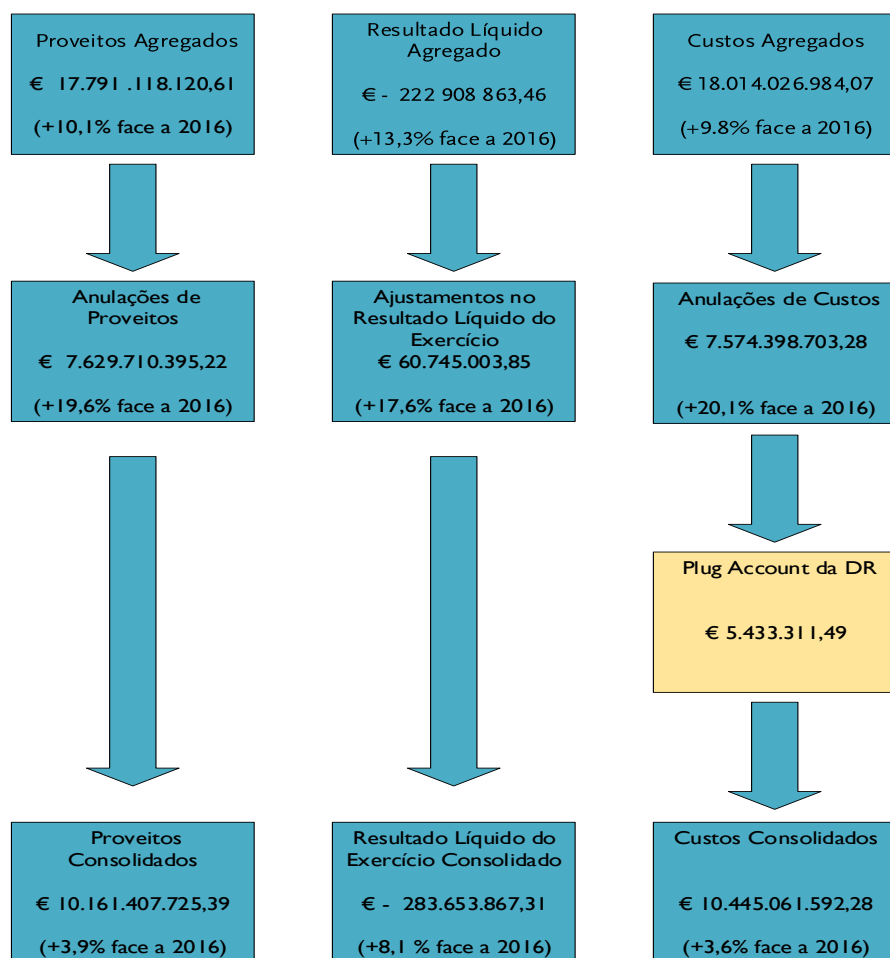 Proveitos Agregados
€ 17.791 .118.120,61
(+10,1% face a 2016)
Resultado Líquido
Agregado
€ - 222 908 863,46
(+13,3% face a 2016)
Custos Agregados
€ 18.014.026.984,07
(+9.8% face a 2016)
Anulações de
Proveitos
€ 7.629.710.395,22
(+19,6% face a 2016)
Ajustamentos no
Resultado Líquido do
Exercício
€ 60.745.003,85
(+17,6% face a 2016)
Anulações de Custos
€ 7.574.398.703,28
(+20,1% face a 2016)
Plug Account da DR
€ 5.433.311,49
Proveitos
Consolidados
€ 10.161.407.725,39
(+3,9% face a 2016)
Resultado Líquido do
Exercício Consolidado
€ - 283.653.867,31
(+8,1 % face a 2016)
Custos Consolidados
€ 10.445.061.592,28
(+3,6% face a 2016)